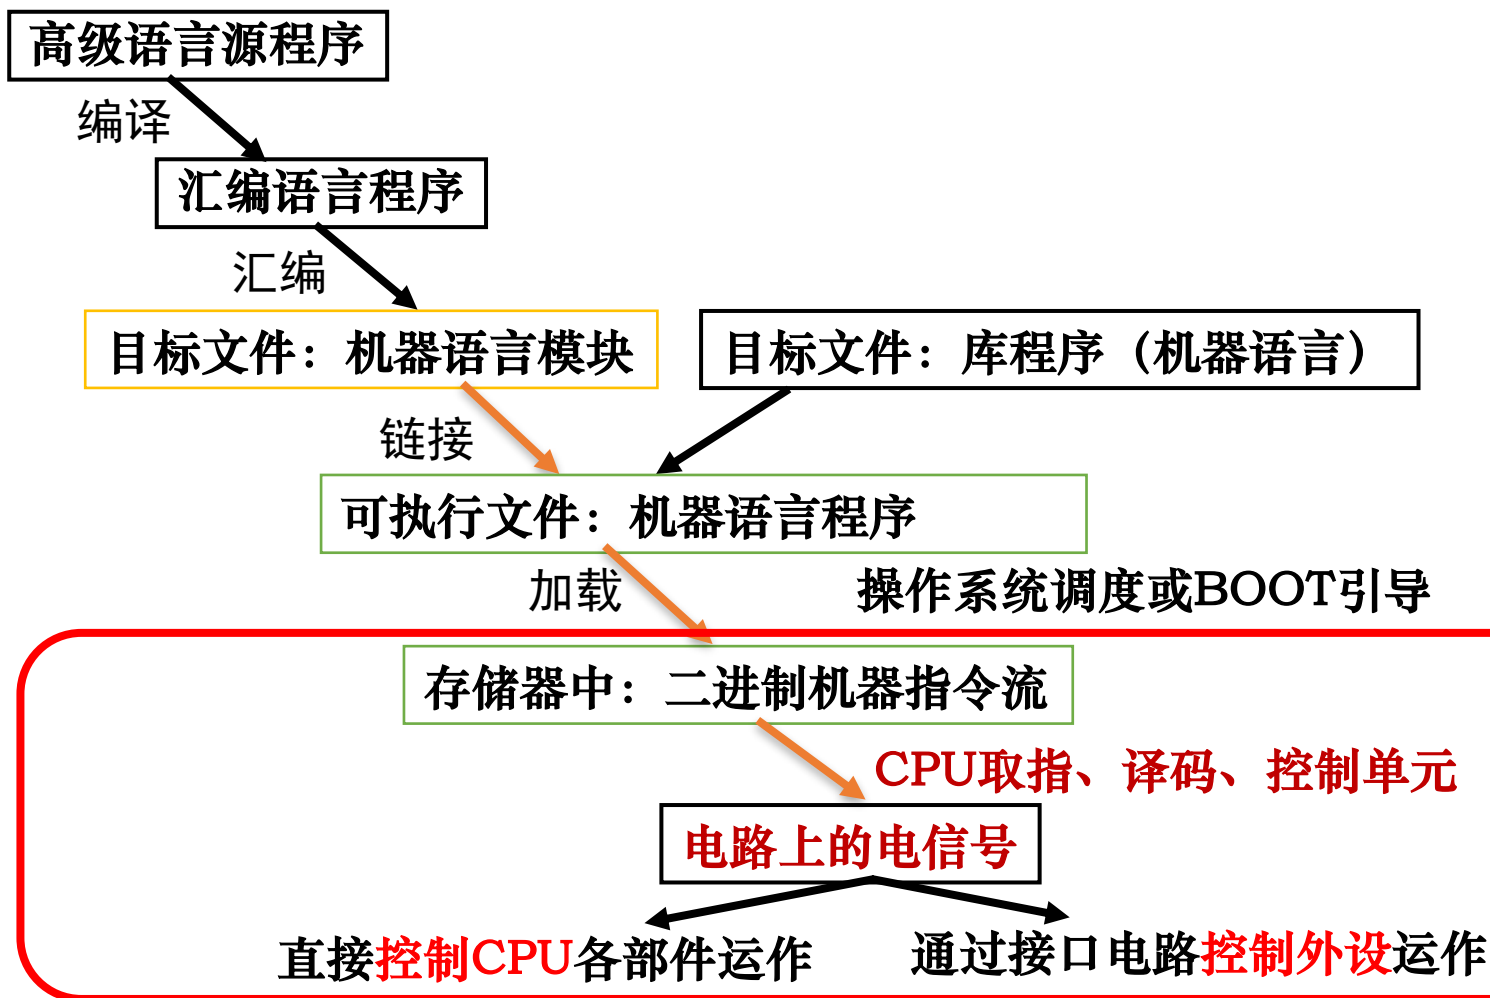 高级语言源程序
编译
汇编语言程序
汇编
目标文件：机器语言模块
目标文件：库程序（机器语言）
链接
可执行文件：机器语言程序
加载
操作系统调度或BOOT引导
存储器中：二进制机器指令流
CPU取指、译码、控制单元
电路上的电信号
直接控制CPU各部件运作
通过接口电路控制外设运作